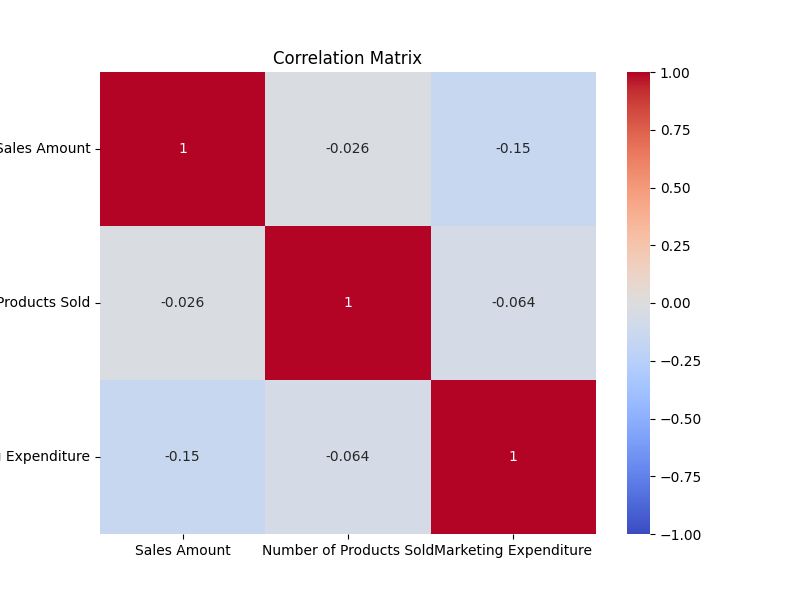 Correlation Matrix
1.00
Sales Amount 1 -0.026 -0.15
0.75
0.50
0.25
Products Sold -0.026 1 -0.064 0.00
−0.25
−0.50
Expenditure -0.15 -0.064 1
−0.75
−1.00
Sales Amount Number of Products Sold Marketing Expenditure